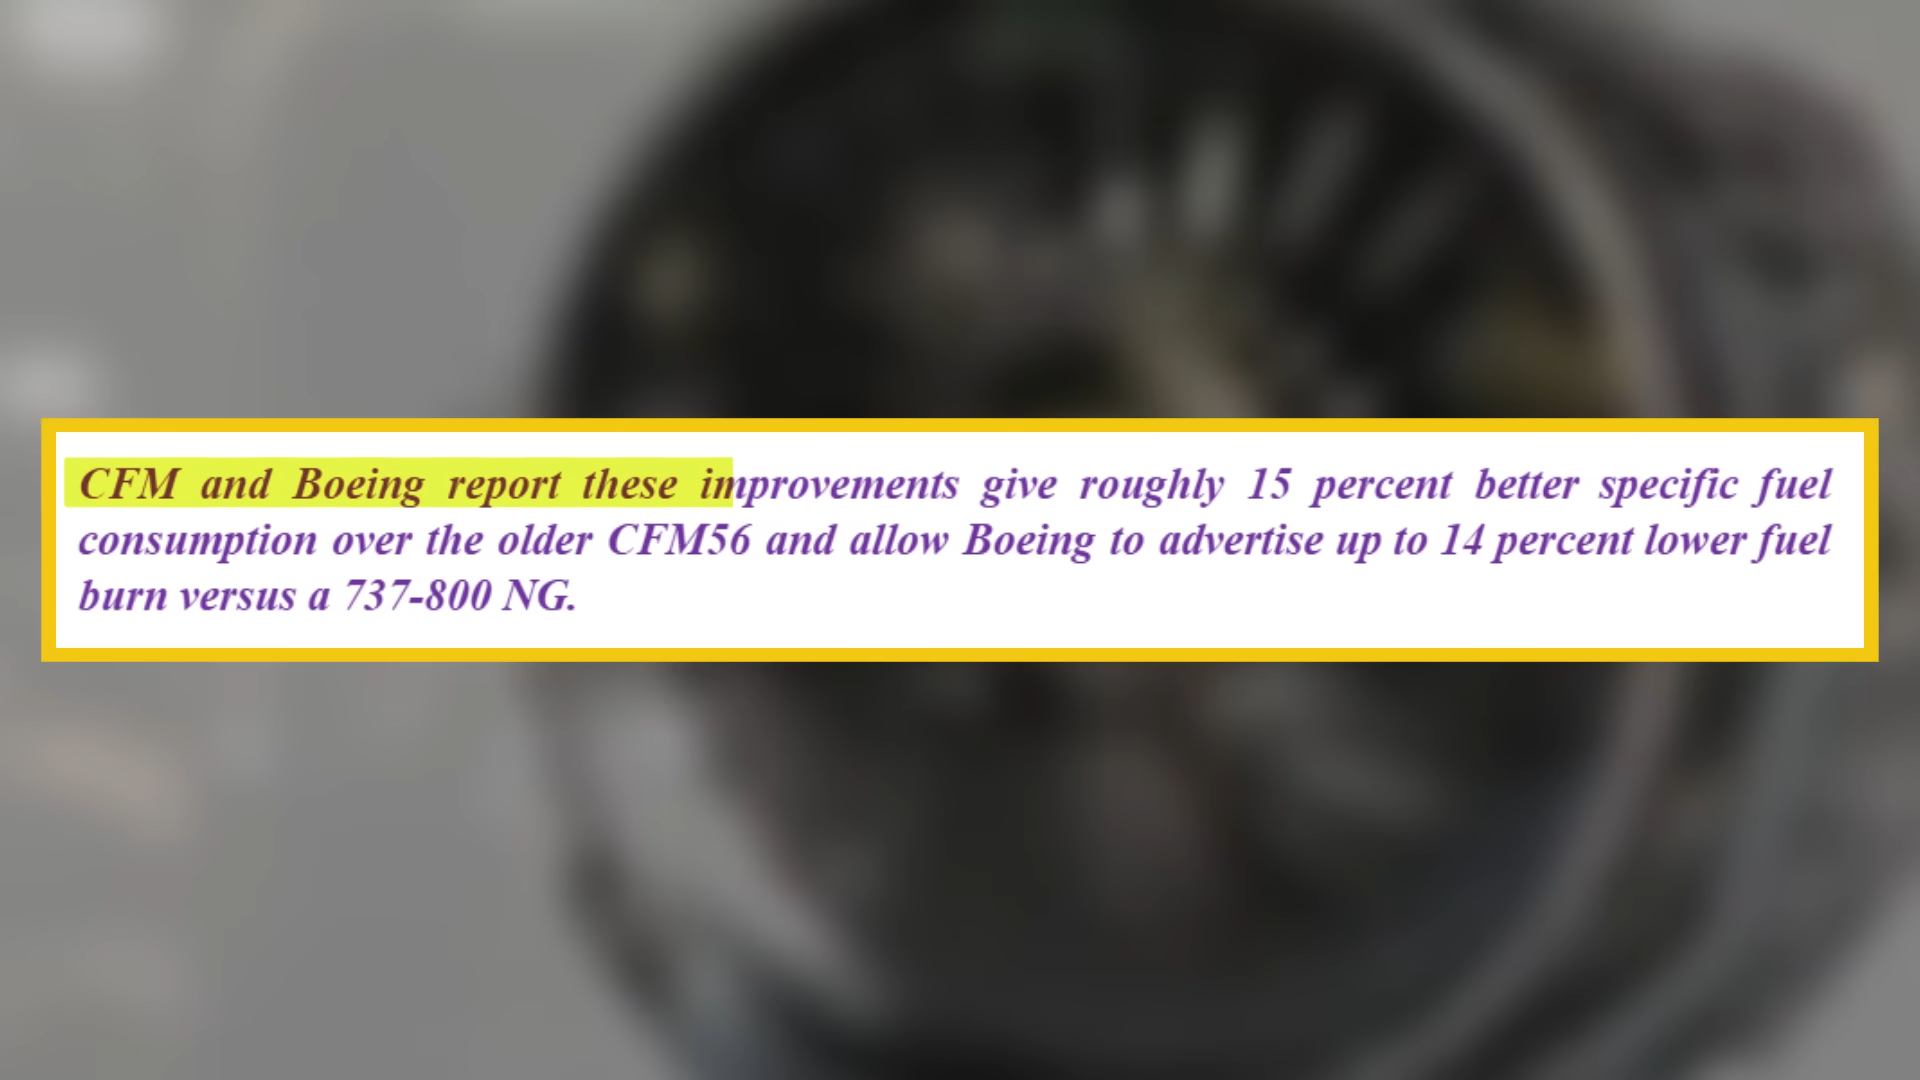 CFM and Boeing report these improvements give roughly 15 percent better specific fuel
consumption over the older CFM56 and allow Boeing to advertise up to 14 percent lower fuel
burn versus a 737-800 NG.